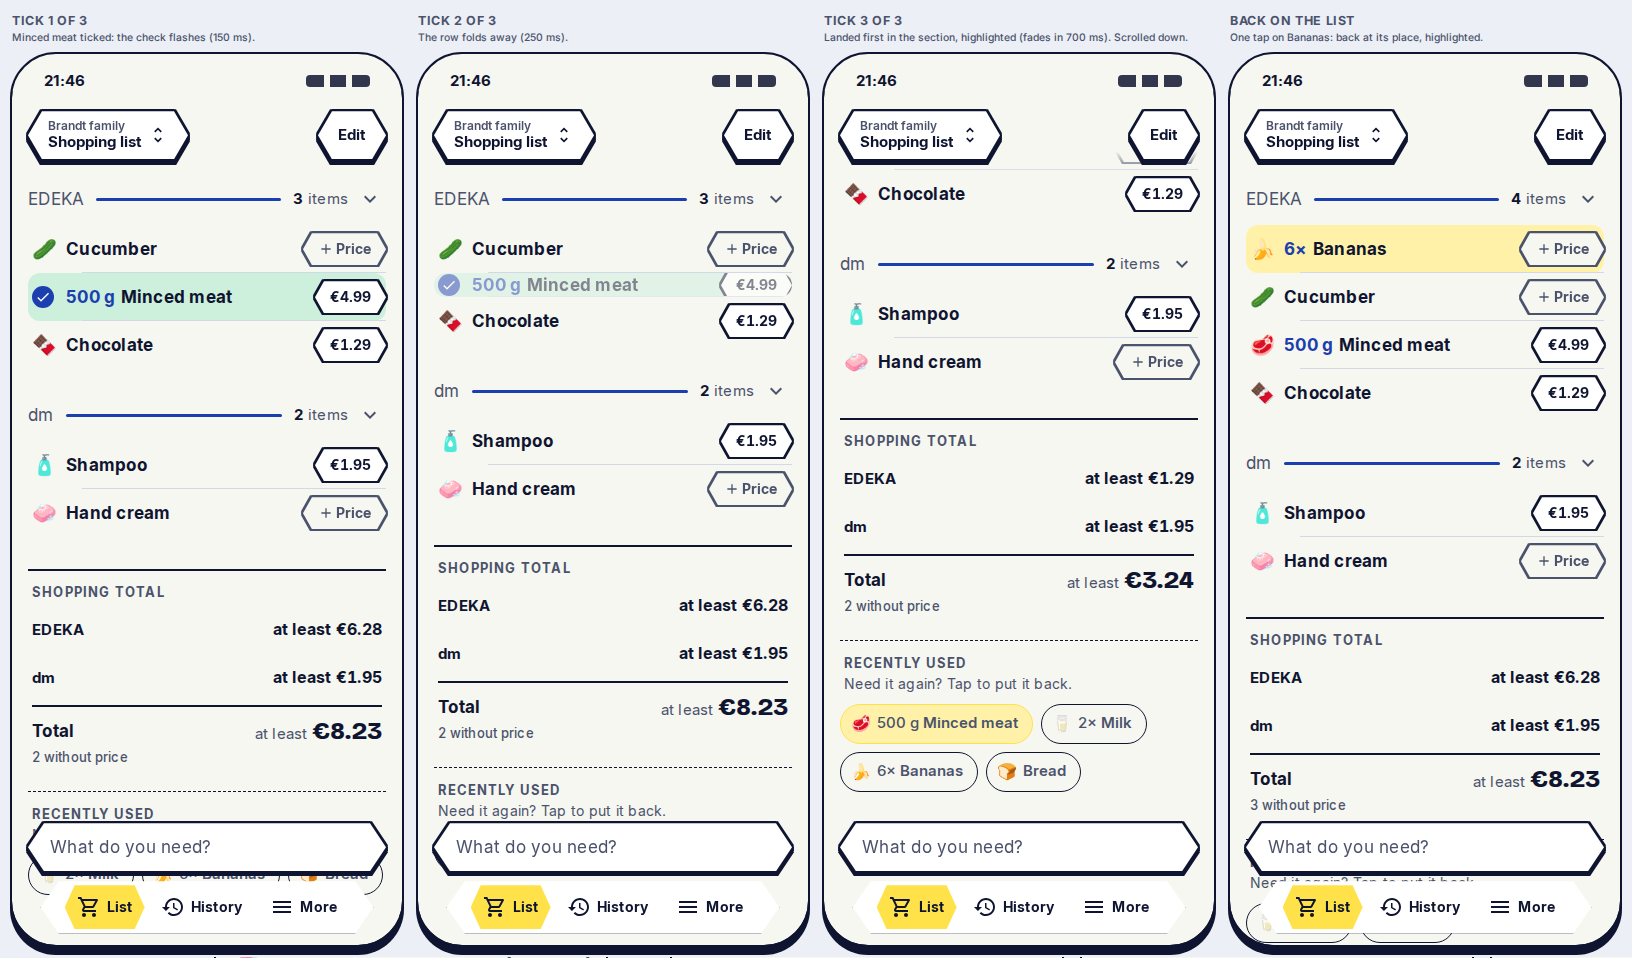 TICK 1 OF 3
Minced meat ticked: the check flashes (150 ms).
21:46
Brandt family
Shopping list
Edit
EDEKA 3 items
Cucumber + Price
500 g Minced meat €4.99
Chocolate €1.29
dm 2 items
Shampoo €1.95
Hand cream + Price
SHOPPING TOTAL
EDEKA at least €6.28
dm at least €1.95
Total at least €8.23
2 without price
RECENTLY USED
What do you need?
2× Milk 6× Bananas Bread
List History More
TICK 2 OF 3
The row folds away (250 ms).
21:46
Brandt family
Shopping list
Edit
EDEKA 3 items
Cucumber + Price
500 g Minced meat €4.99
Chocolate €1.29
dm 2 items
Shampoo €1.95
Hand cream + Price
SHOPPING TOTAL
EDEKA at least €6.28
dm at least €1.95
Total at least €8.23
2 without price
RECENTLY USED
Need it again? Tap to put it back.
What do you need?
List History More
TICK 3 OF 3
Landed first in the section, highlighted (fades in 700 ms). Scrolled down.
21:46
Brandt family
Shopping list
Edit
Chocolate €1.29
dm 2 items
Shampoo €1.95
Hand cream + Price
SHOPPING TOTAL
EDEKA at least €1.29
dm at least €1.95
Total at least €3.24
2 without price
RECENTLY USED
Need it again? Tap to put it back.
500 g Minced meat 2× Milk
6× Bananas Bread
What do you need?
List History More
BACK ON THE LIST
One tap on Bananas: back at its place, highlighted.
21:46
Brandt family
Shopping list
Edit
EDEKA 4 items
6× Bananas + Price
Cucumber + Price
500 g Minced meat €4.99
Chocolate €1.29
dm 2 items
Shampoo €1.95
Hand cream + Price
SHOPPING TOTAL
EDEKA at least €6.28
dm at least €1.95
Total at least €8.23
3 without price
What do you need?
Need it again? Tap to put it back.
List History More